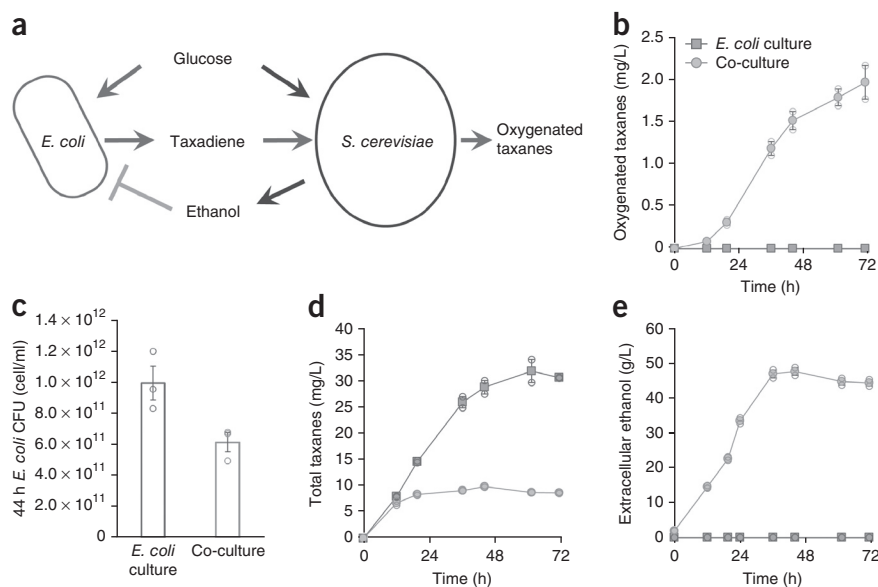 a
Glucose
E. coli
Taxadiene
S. cerevisiae
Oxygenated
taxanes
Ethanol
b
E. coli culture
Co-culture
Oxygenated taxanes (mg/L)
2.5
2.0
1.5
1.0
0.5
0
0
24
48
72
Time (h)
c
44 h E. coli CFU (cell/ml)
1.4 × 10¹²
1.2 × 10¹²
1.0 × 10¹²
8.0 × 10¹¹
6.0 × 10¹¹
4.0 × 10¹¹
2.0 × 10¹¹
0
E. coli
culture
Co-culture
d
Total taxanes (mg/L)
40
35
30
25
20
15
10
5
0
0
24
48
72
Time (h)
e
Extracellular ethanol (g/L)
60
50
40
30
20
10
0
0
24
48
72
Time (h)